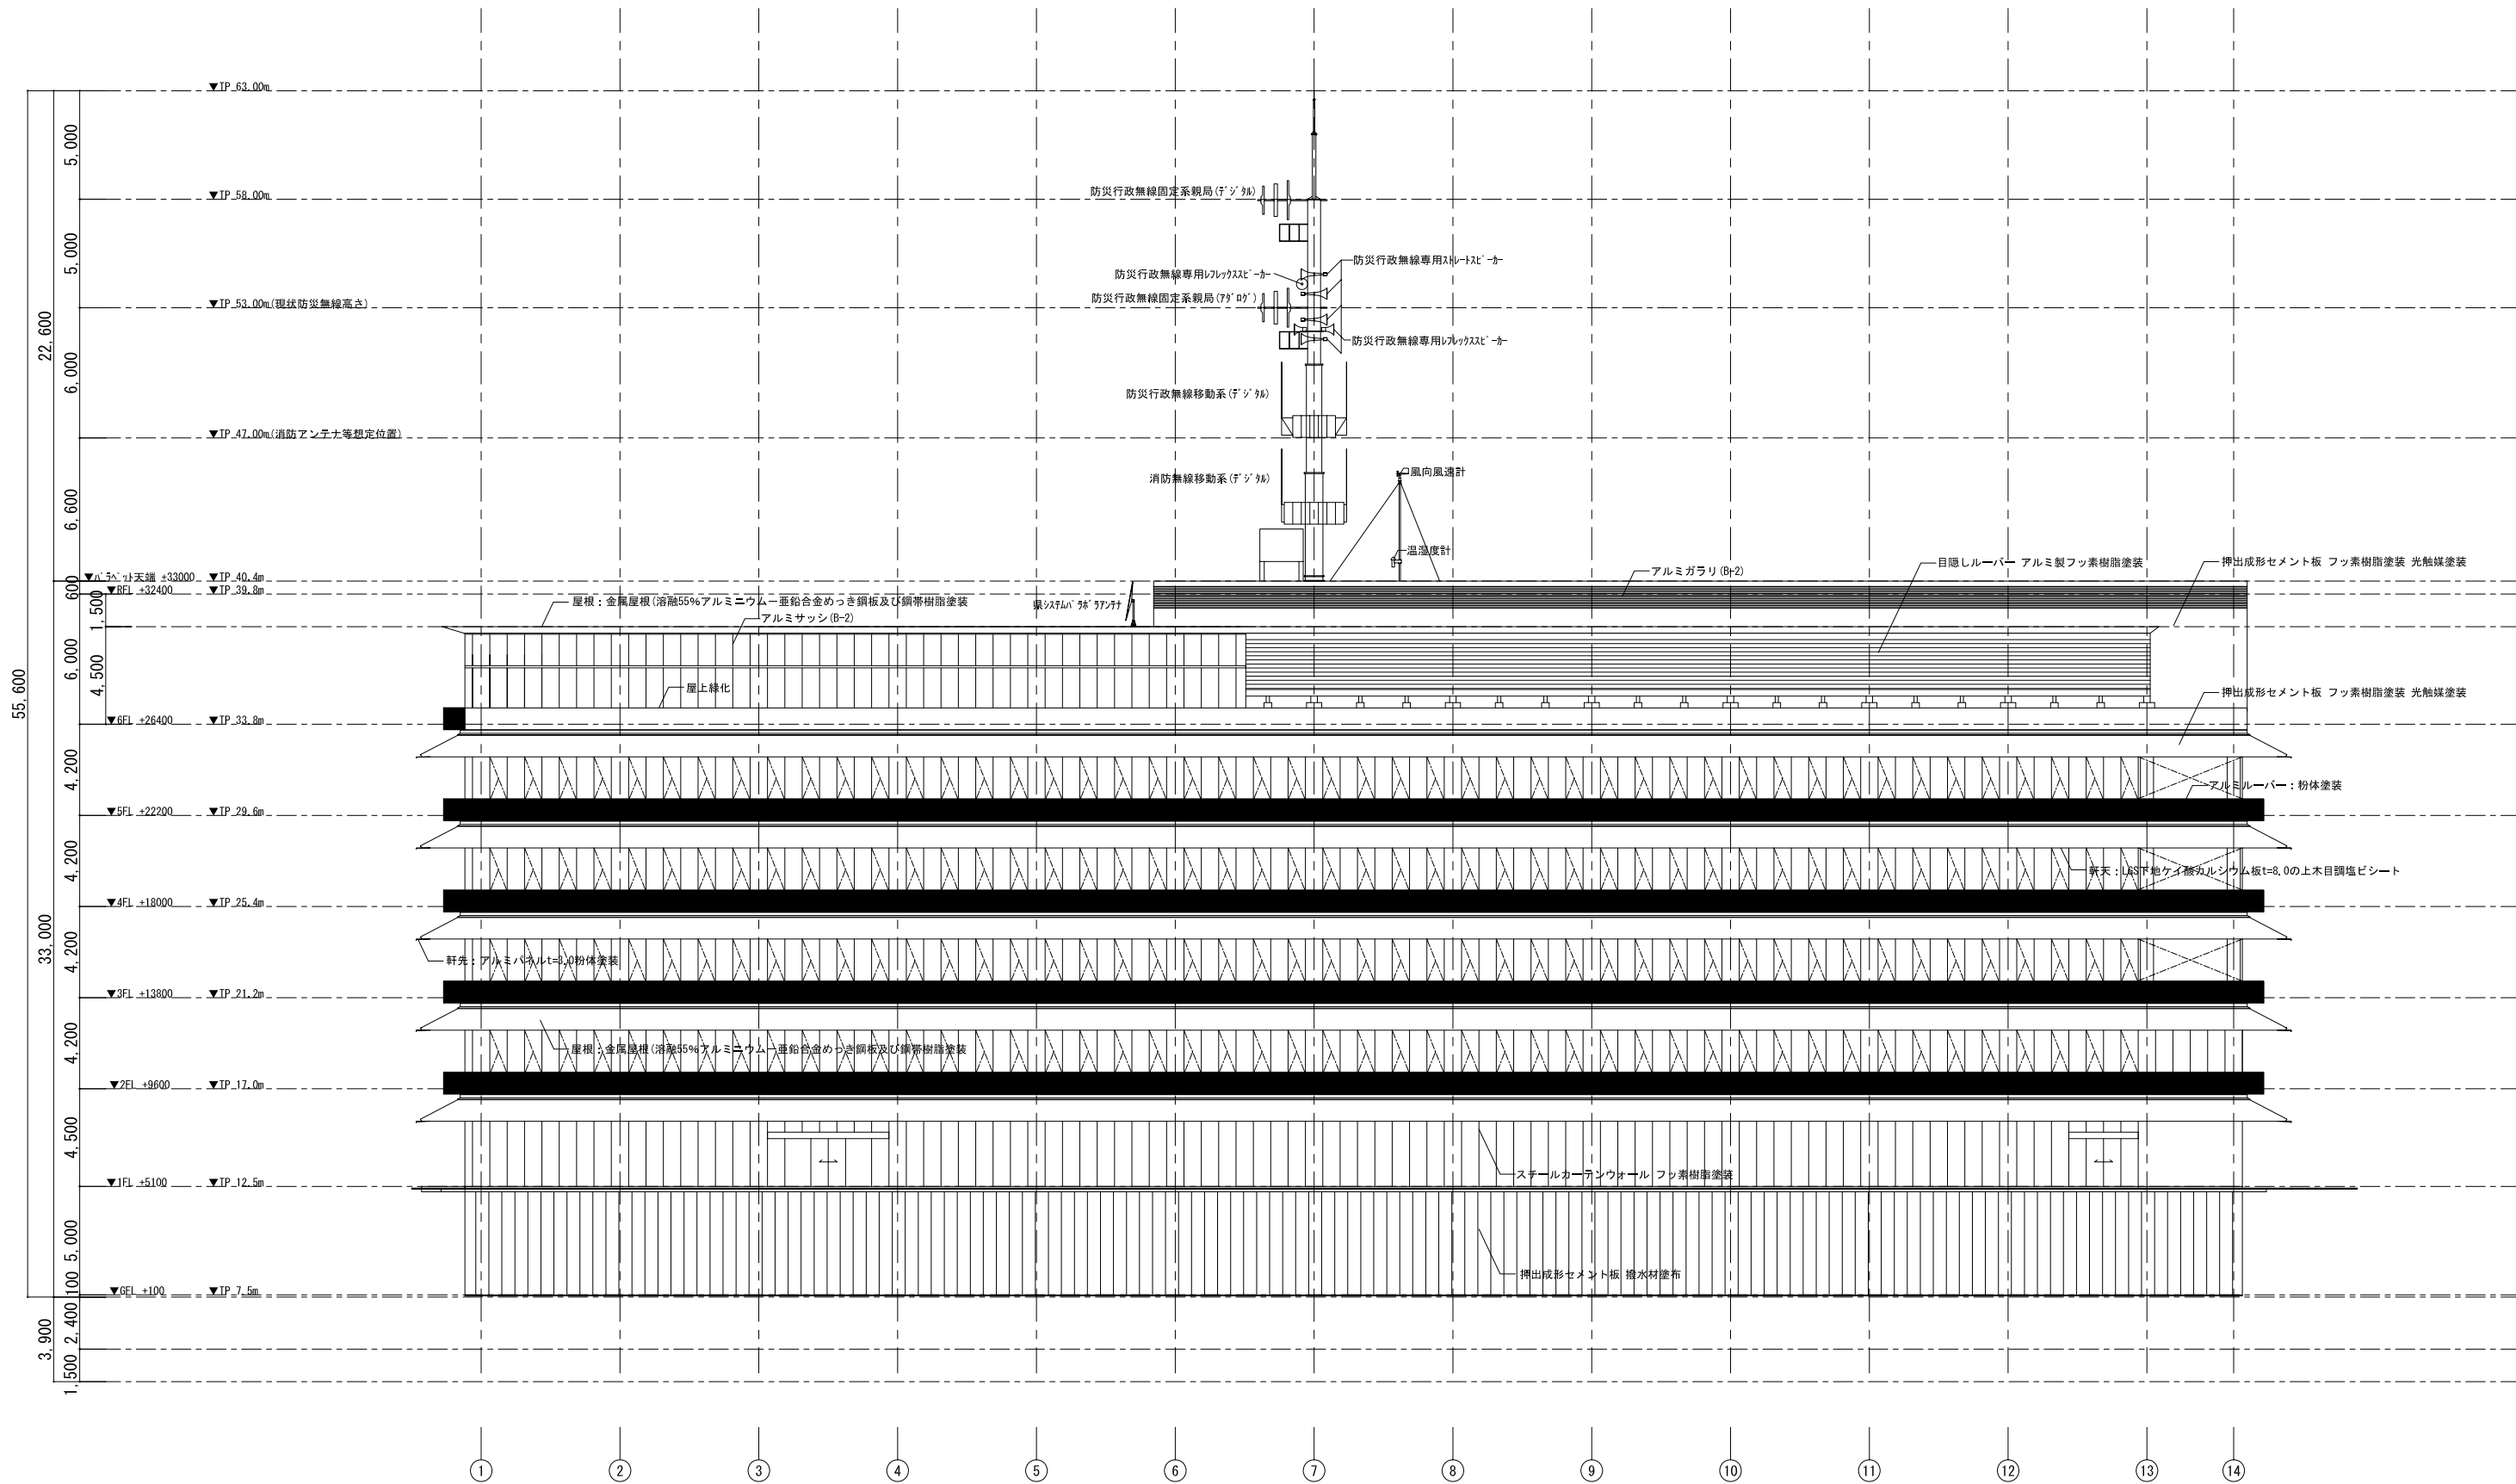 ▼TP 63.00m
5,000
▼TP 58.00m
防災行政無線固定系親局(ﾃﾞｼﾞﾀﾙ)
5,000
防災行政無線専用ｽﾄﾚｰﾄｽﾋﾟｰｶｰ
防災行政無線専用ﾚﾌﾚｯｸｽｽﾋﾟｰｶｰ
防災行政無線固定系親局(ｱﾅﾛｸﾞ)
▼TP 53.00m(現状防災無線高さ)
22,600
防災行政無線専用ﾚﾌﾚｯｸｽｽﾋﾟｰｶｰ
6,000
防災行政無線移動系(ﾃﾞｼﾞﾀﾙ)
▼TP 47.00m(消防アンテナ等想定位置)
風向風速計
消防無線移動系(ﾃﾞｼﾞﾀﾙ)
6,600
温湿度計
目隠しルーバー アルミ製フッ素樹脂塗装
押出成形セメント板 フッ素樹脂塗装 光触媒塗装
アルミガラリ(B-2)
▼ﾊﾟﾗﾍﾟｯﾄ天端 +33000 ▼TP 40.4m
600
▼RFL +32400 ▼TP 39.8m
1,500
屋根：金属屋根(溶融55%アルミニウムー亜鉛合金めっき鋼板及び鋼帯樹脂塗装
県ｼｽﾃﾑﾊﾟﾗﾎﾞﾗｱﾝﾃﾅ
アルミサッシ(B-2)
6,000
4,500
55,600
屋上緑化
押出成形セメント板 フッ素樹脂塗装 光触媒塗装
▼6FL +26400 ▼TP 33.8m
4,200
アルミルーバー：粉体塗装
▼5FL +22200 ▼TP 29.6m
4,200
軒天：LGS下地ケイ酸カルシウム板t=8.0の上木目調塩ビシート
▼4FL +18000 ▼TP 25.4m
33,000
4,200
軒先：アルミパネルt=3.0粉体塗装
▼3FL +13800 ▼TP 21.2m
4,200
屋根：金属屋根(溶融55%アルミニウムー亜鉛合金めっき鋼板及び鋼帯樹脂塗装
▼2FL +9600 ▼TP 17.0m
4,500
スチールカーテンウォール フッ素樹脂塗装
▼1FL +5100 ▼TP 12.5m
5,000
押出成形セメント板 撥水材塗布
▼GFL +100 ▼TP 7.5m
100
2,400
3,900
1,500
1 2 3 4 5 6 7 8 9 10 11 12 13 14